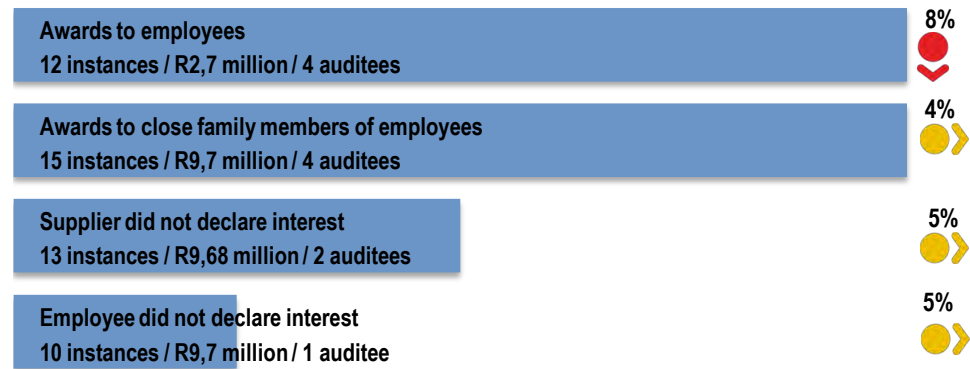 Awards to employees
8%
12 instances / R2,7 million / 4 auditees
Awards to close family members of employees
4%
15 instances / R9,7 million / 4 auditees
Supplier did not declare interest
5%
13 instances / R9,68 million / 2 auditees
Employee did not declare interest
5%
10 instances / R9,7 million / 1 auditee